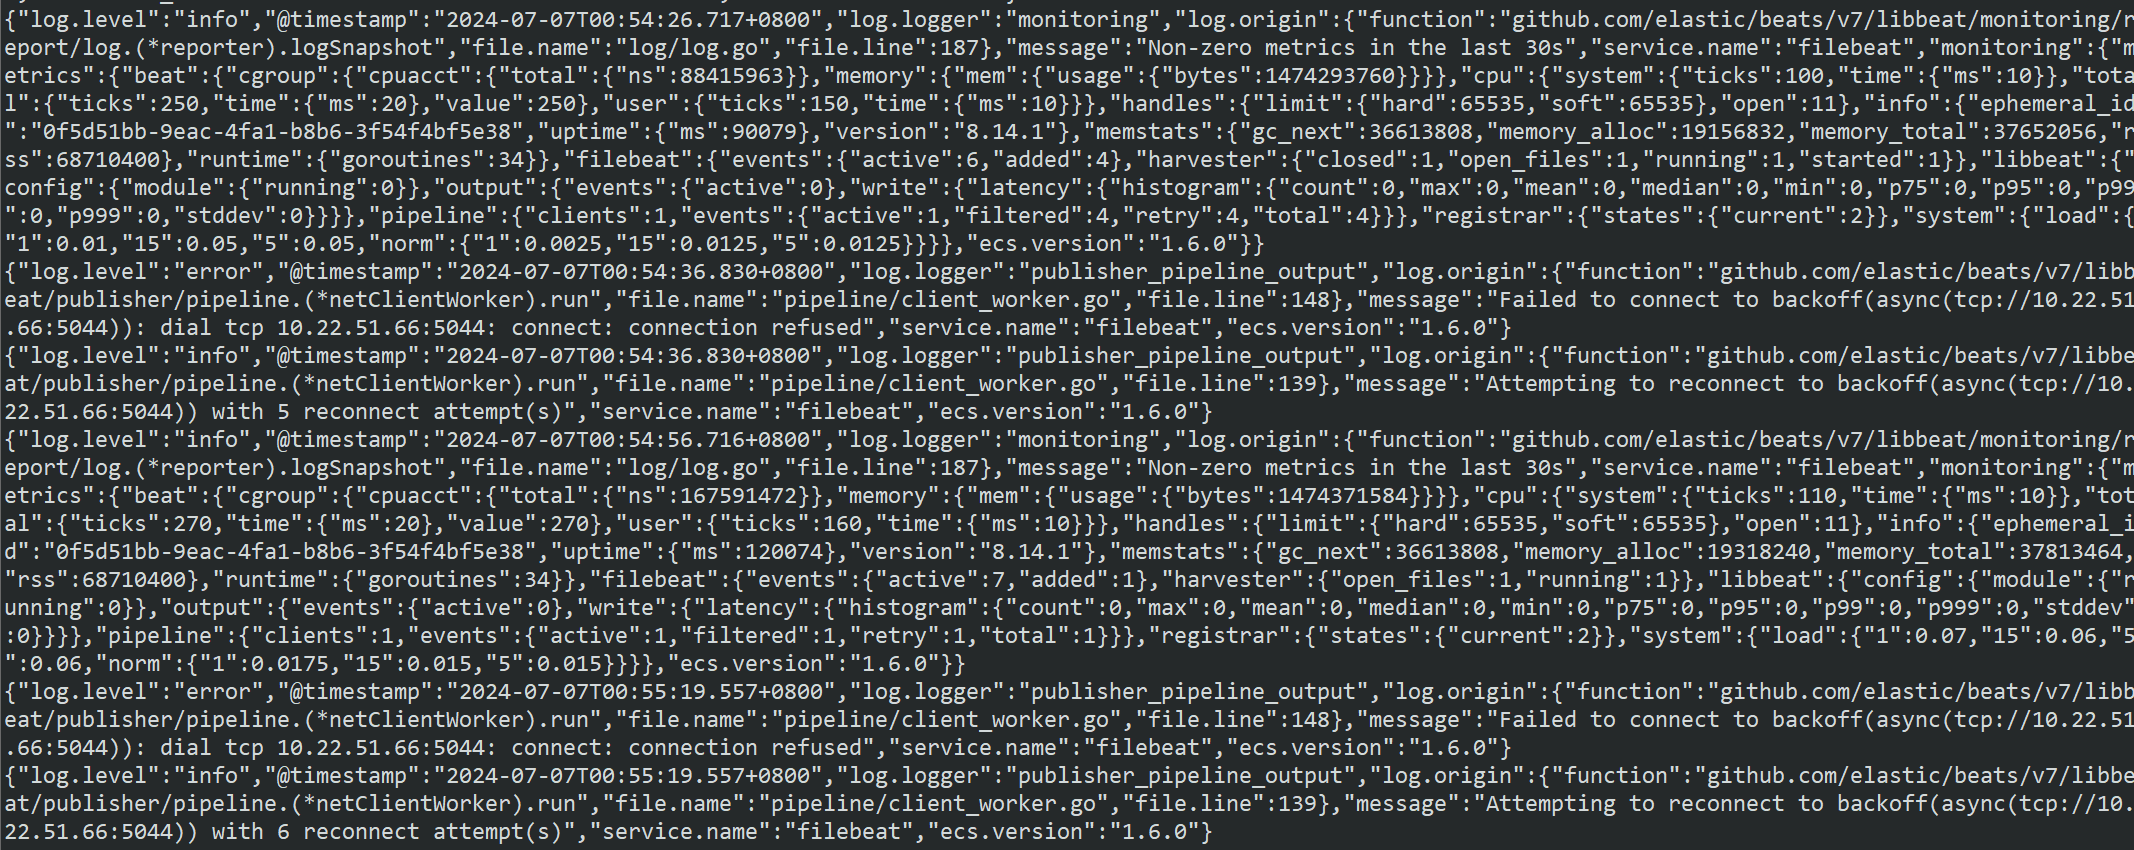 {"log.level":"info","@timestamp":"2024-07-07T00:54:26.717+0800","log.logger":"monitoring","log.origin":{"function":"github.com/elastic/beats/v7/libbeat/monitoring/r
eport/log.(*reporter).logSnapshot","file.name":"log/log.go","file.line":187},"message":"Non-zero metrics in the last 30s","service.name":"filebeat","monitoring":{"m
etrics":{"beat":{"cgroup":{"cpuacct":{"total":{"ns":88415963}},"memory":{"mem":{"usage":{"bytes":1474293760}}}},"cpu":{"system":{"ticks":100,"time":{"ms":10}},"tota
l":{"ticks":250,"time":{"ms":20},"value":250},"user":{"ticks":150,"time":{"ms":10}}},"handles":{"limit":{"hard":65535,"soft":65535},"open":11},"info":{"ephemeral_id
":"0f5d51bb-9eac-4fa1-b8b6-3f54f4bf5e38","uptime":{"ms":90079},"version":"8.14.1"},"memstats":{"gc_next":36613808,"memory_alloc":19156832,"memory_total":37652056,"r
ss":68710400},"runtime":{"goroutines":34}},"filebeat":{"events":{"active":6,"added":4},"harvester":{"closed":1,"open_files":1,"running":1,"started":1}},"libbeat":{"
config":{"module":{"running":0}},"output":{"events":{"active":0},"write":{"latency":{"histogram":{"count":0,"max":0,"mean":0,"median":0,"min":0,"p75":0,"p95":0,"p99
":0,"p999":0,"stddev":0}}}},"pipeline":{"clients":1,"events":{"active":1,"filtered":4,"retry":4,"total":4}}},"registrar":{"states":{"current":2}},"system":{"load":{
"1":0.01,"15":0.05,"5":0.05,"norm":{"1":0.0025,"15":0.0125,"5":0.0125}}}},"ecs.version":"1.6.0"}}
{"log.level":"error","@timestamp":"2024-07-07T00:54:36.830+0800","log.logger":"publisher_pipeline_output","log.origin":{"function":"github.com/elastic/beats/v7/libb
eat/publisher/pipeline.(*netClientWorker).run","file.name":"pipeline/client_worker.go","file.line":148},"message":"Failed to connect to backoff(async(tcp://10.22.51
.66:5044)): dial tcp 10.22.51.66:5044: connect: connection refused","service.name":"filebeat","ecs.version":"1.6.0"}
{"log.level":"info","@timestamp":"2024-07-07T00:54:36.830+0800","log.logger":"publisher_pipeline_output","log.origin":{"function":"github.com/elastic/beats/v7/libbe
at/publisher/pipeline.(*netClientWorker).run","file.name":"pipeline/client_worker.go","file.line":139},"message":"Attempting to reconnect to backoff(async(tcp://10.
22.51.66:5044)) with 5 reconnect attempt(s)","service.name":"filebeat","ecs.version":"1.6.0"}
{"log.level":"info","@timestamp":"2024-07-07T00:54:56.716+0800","log.logger":"monitoring","log.origin":{"function":"github.com/elastic/beats/v7/libbeat/monitoring/r
eport/log.(*reporter).logSnapshot","file.name":"log/log.go","file.line":187},"message":"Non-zero metrics in the last 30s","service.name":"filebeat","monitoring":{"m
etrics":{"beat":{"cgroup":{"cpuacct":{"total":{"ns":167591472}},"memory":{"mem":{"usage":{"bytes":1474371584}}}},"cpu":{"system":{"ticks":110,"time":{"ms":10}},"tot
al":{"ticks":270,"time":{"ms":20},"value":270},"user":{"ticks":160,"time":{"ms":10}}},"handles":{"limit":{"hard":65535,"soft":65535},"open":11},"info":{"ephemeral_i
d":"0f5d51bb-9eac-4fa1-b8b6-3f54f4bf5e38","uptime":{"ms":120074},"version":"8.14.1"},"memstats":{"gc_next":36613808,"memory_alloc":19318240,"memory_total":37813464,
"rss":68710400},"runtime":{"goroutines":34}},"filebeat":{"events":{"active":7,"added":1},"harvester":{"open_files":1,"running":1}},"libbeat":{"config":{"module":{"r
unning":0}},"output":{"events":{"active":0},"write":{"latency":{"histogram":{"count":0,"max":0,"mean":0,"median":0,"min":0,"p75":0,"p95":0,"p99":0,"p999":0,"stddev"
:0}}}},"pipeline":{"clients":1,"events":{"active":1,"filtered":1,"retry":1,"total":1}}},"registrar":{"states":{"current":2}},"system":{"load":{"1":0.07,"15":0.06,"5
":0.06,"norm":{"1":0.0175,"15":0.015,"5":0.015}}}},"ecs.version":"1.6.0"}}
{"log.level":"error","@timestamp":"2024-07-07T00:55:19.557+0800","log.logger":"publisher_pipeline_output","log.origin":{"function":"github.com/elastic/beats/v7/libb
eat/publisher/pipeline.(*netClientWorker).run","file.name":"pipeline/client_worker.go","file.line":148},"message":"Failed to connect to backoff(async(tcp://10.22.51
.66:5044)): dial tcp 10.22.51.66:5044: connect: connection refused","service.name":"filebeat","ecs.version":"1.6.0"}
{"log.level":"info","@timestamp":"2024-07-07T00:55:19.557+0800","log.logger":"publisher_pipeline_output","log.origin":{"function":"github.com/elastic/beats/v7/libbe
at/publisher/pipeline.(*netClientWorker).run","file.name":"pipeline/client_worker.go","file.line":139},"message":"Attempting to reconnect to backoff(async(tcp://10.
22.51.66:5044)) with 6 reconnect attempt(s)","service.name":"filebeat","ecs.version":"1.6.0"}